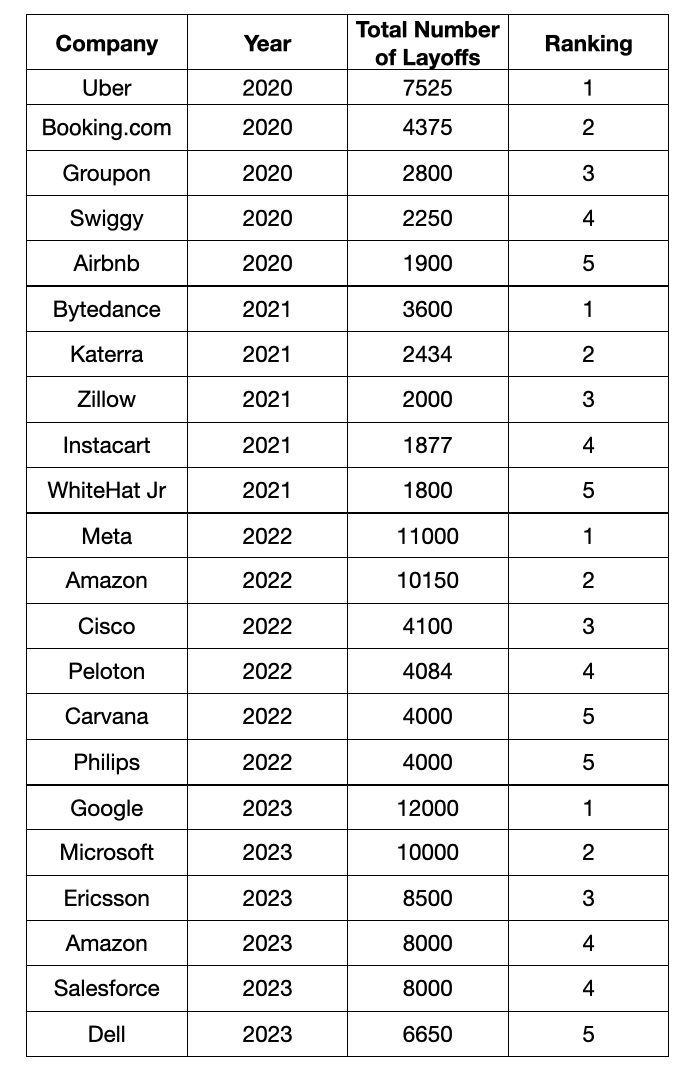 Company Year Total Number of Layoffs Ranking
Uber 2020 7525 1
Booking.com 2020 4375 2
Groupon 2020 2800 3
Swiggy 2020 2250 4
Airbnb 2020 1900 5
Bytedance 2021 3600 1
Katerra 2021 2434 2
Zillow 2021 2000 3
Instacart 2021 1877 4
WhiteHat Jr 2021 1800 5
Meta 2022 11000 1
Amazon 2022 10150 2
Cisco 2022 4100 3
Peloton 2022 4084 4
Carvana 2022 4000 5
Philips 2022 4000 5
Google 2023 12000 1
Microsoft 2023 10000 2
Ericsson 2023 8500 3
Amazon 2023 8000 4
Salesforce 2023 8000 4
Dell 2023 6650 5